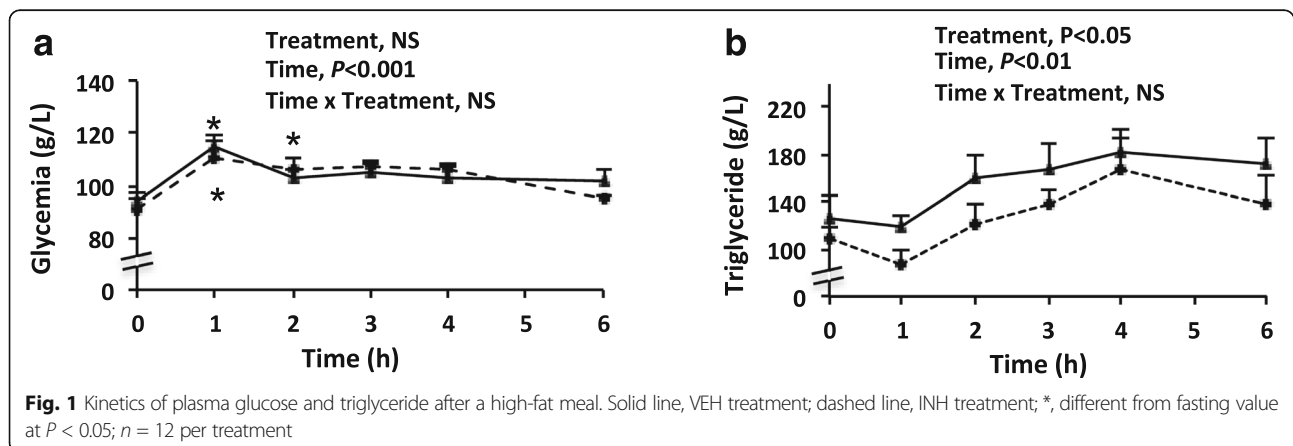 a
Treatment, NS
Time, P<0.001
Time x Treatment, NS
140
120
100
80
0
Glycemia (g/L)
*
*
*
0 1 2 3 4 5 6
Time (h)
b
Treatment, P<0.05
Time, P<0.01
Time x Treatment, NS
220
180
140
100
0
Triglyceride (g/L)
0 1 2 3 4 5 6
Time (h)
Fig. 1 Kinetics of plasma glucose and triglyceride after a high-fat meal. Solid line, VEH treatment; dashed line, INH treatment; *, different from fasting value
at P < 0.05; n = 12 per treatment